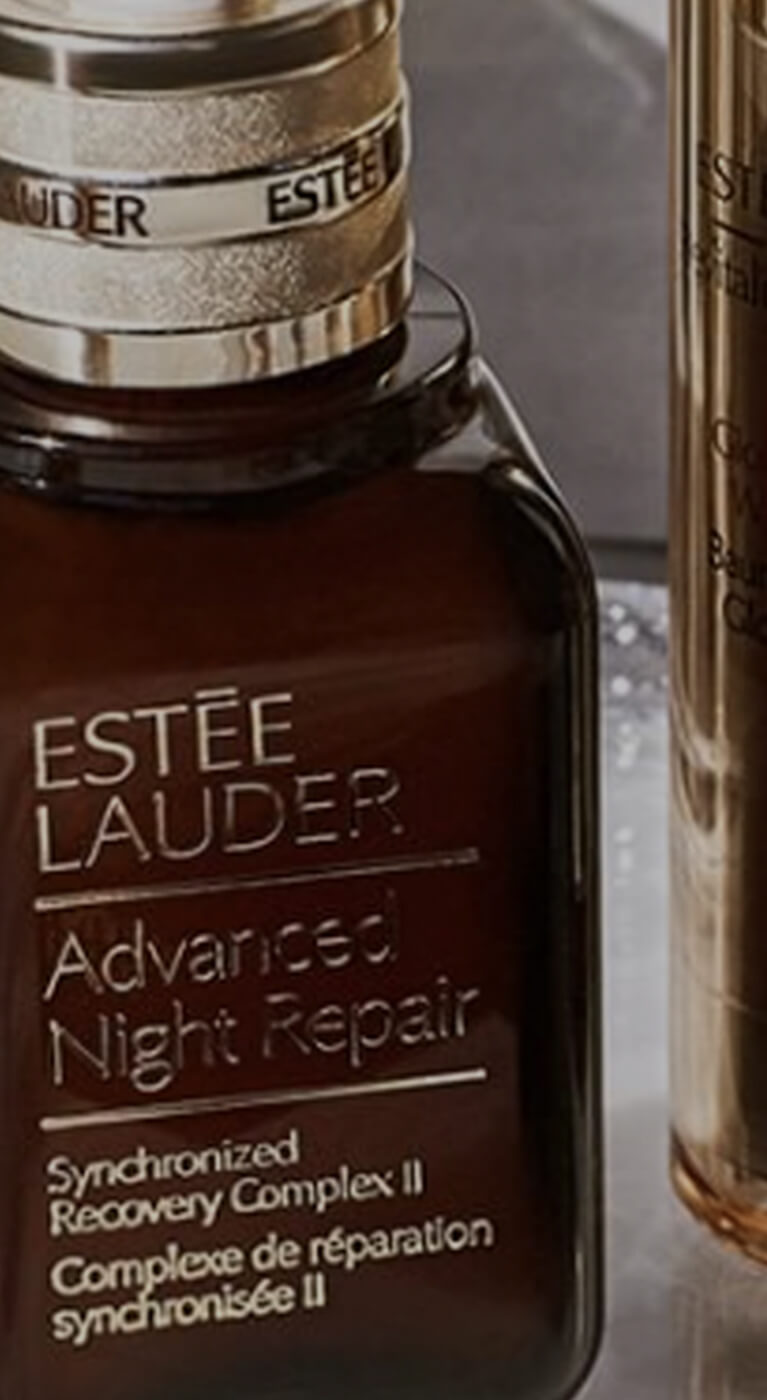 LAUDER ESTĒE
ESTĒE
LAUDER
Advanced
Night Repair
Synchronized
Recovery Complex II
Complexe de réparation
synchronisée II